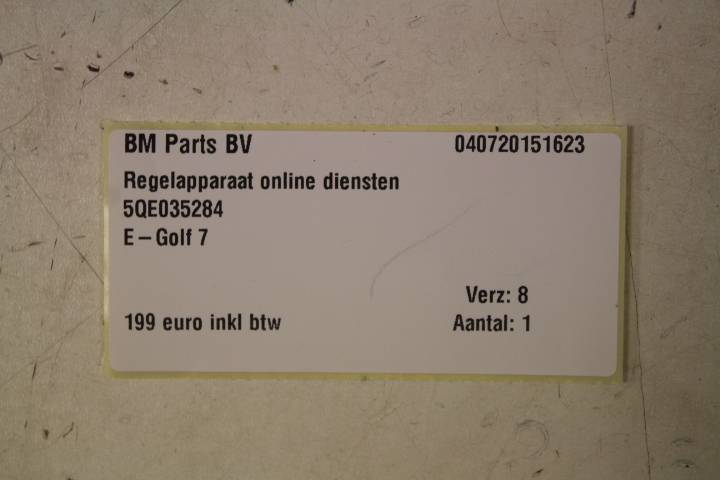 BM Parts BV 040720151623
Regelapparaat online diensten
5QE035284
E-Golf 7
Verz: 8
199 euro inkl btw Aantal: 1